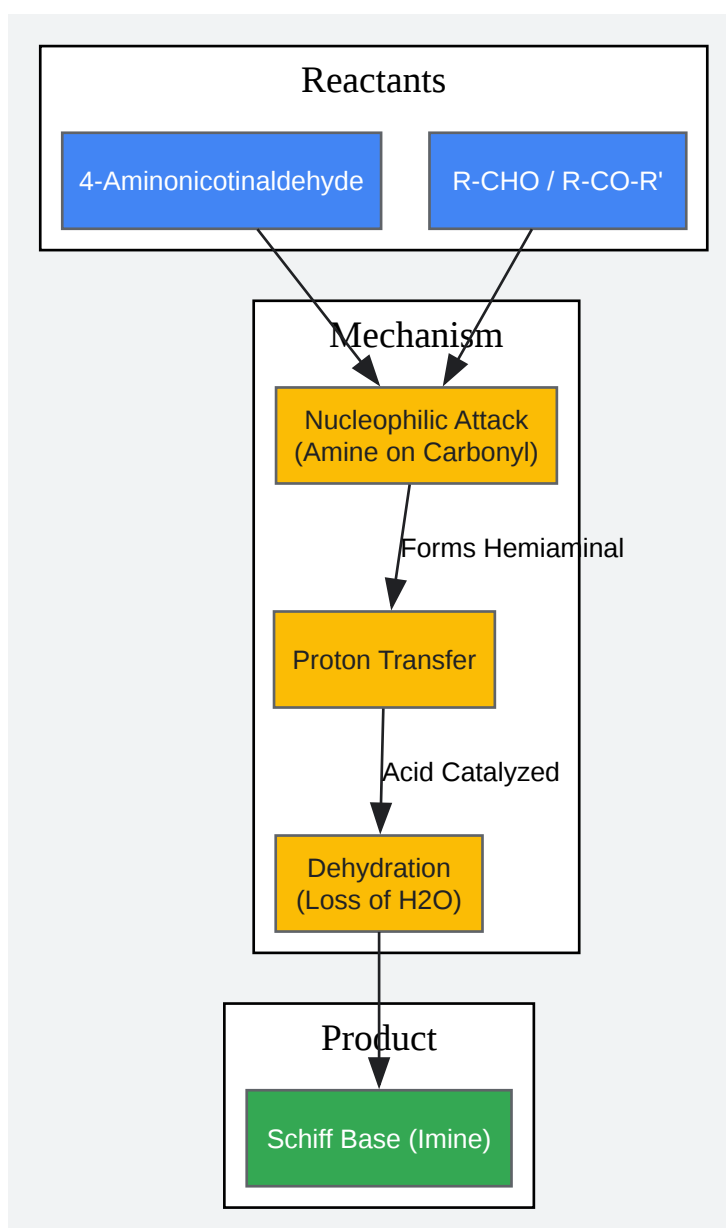 Reactants
4-Aminonicotinaldehyde
R-CHO / R-CO-R'
Mechanism
Nucleophilic Attack
(Amine on Carbonyl)
Forms Hemiaminal
Proton Transfer
Acid Catalyzed
Dehydration
(Loss of H2O)
Product
Schiff Base (Imine)